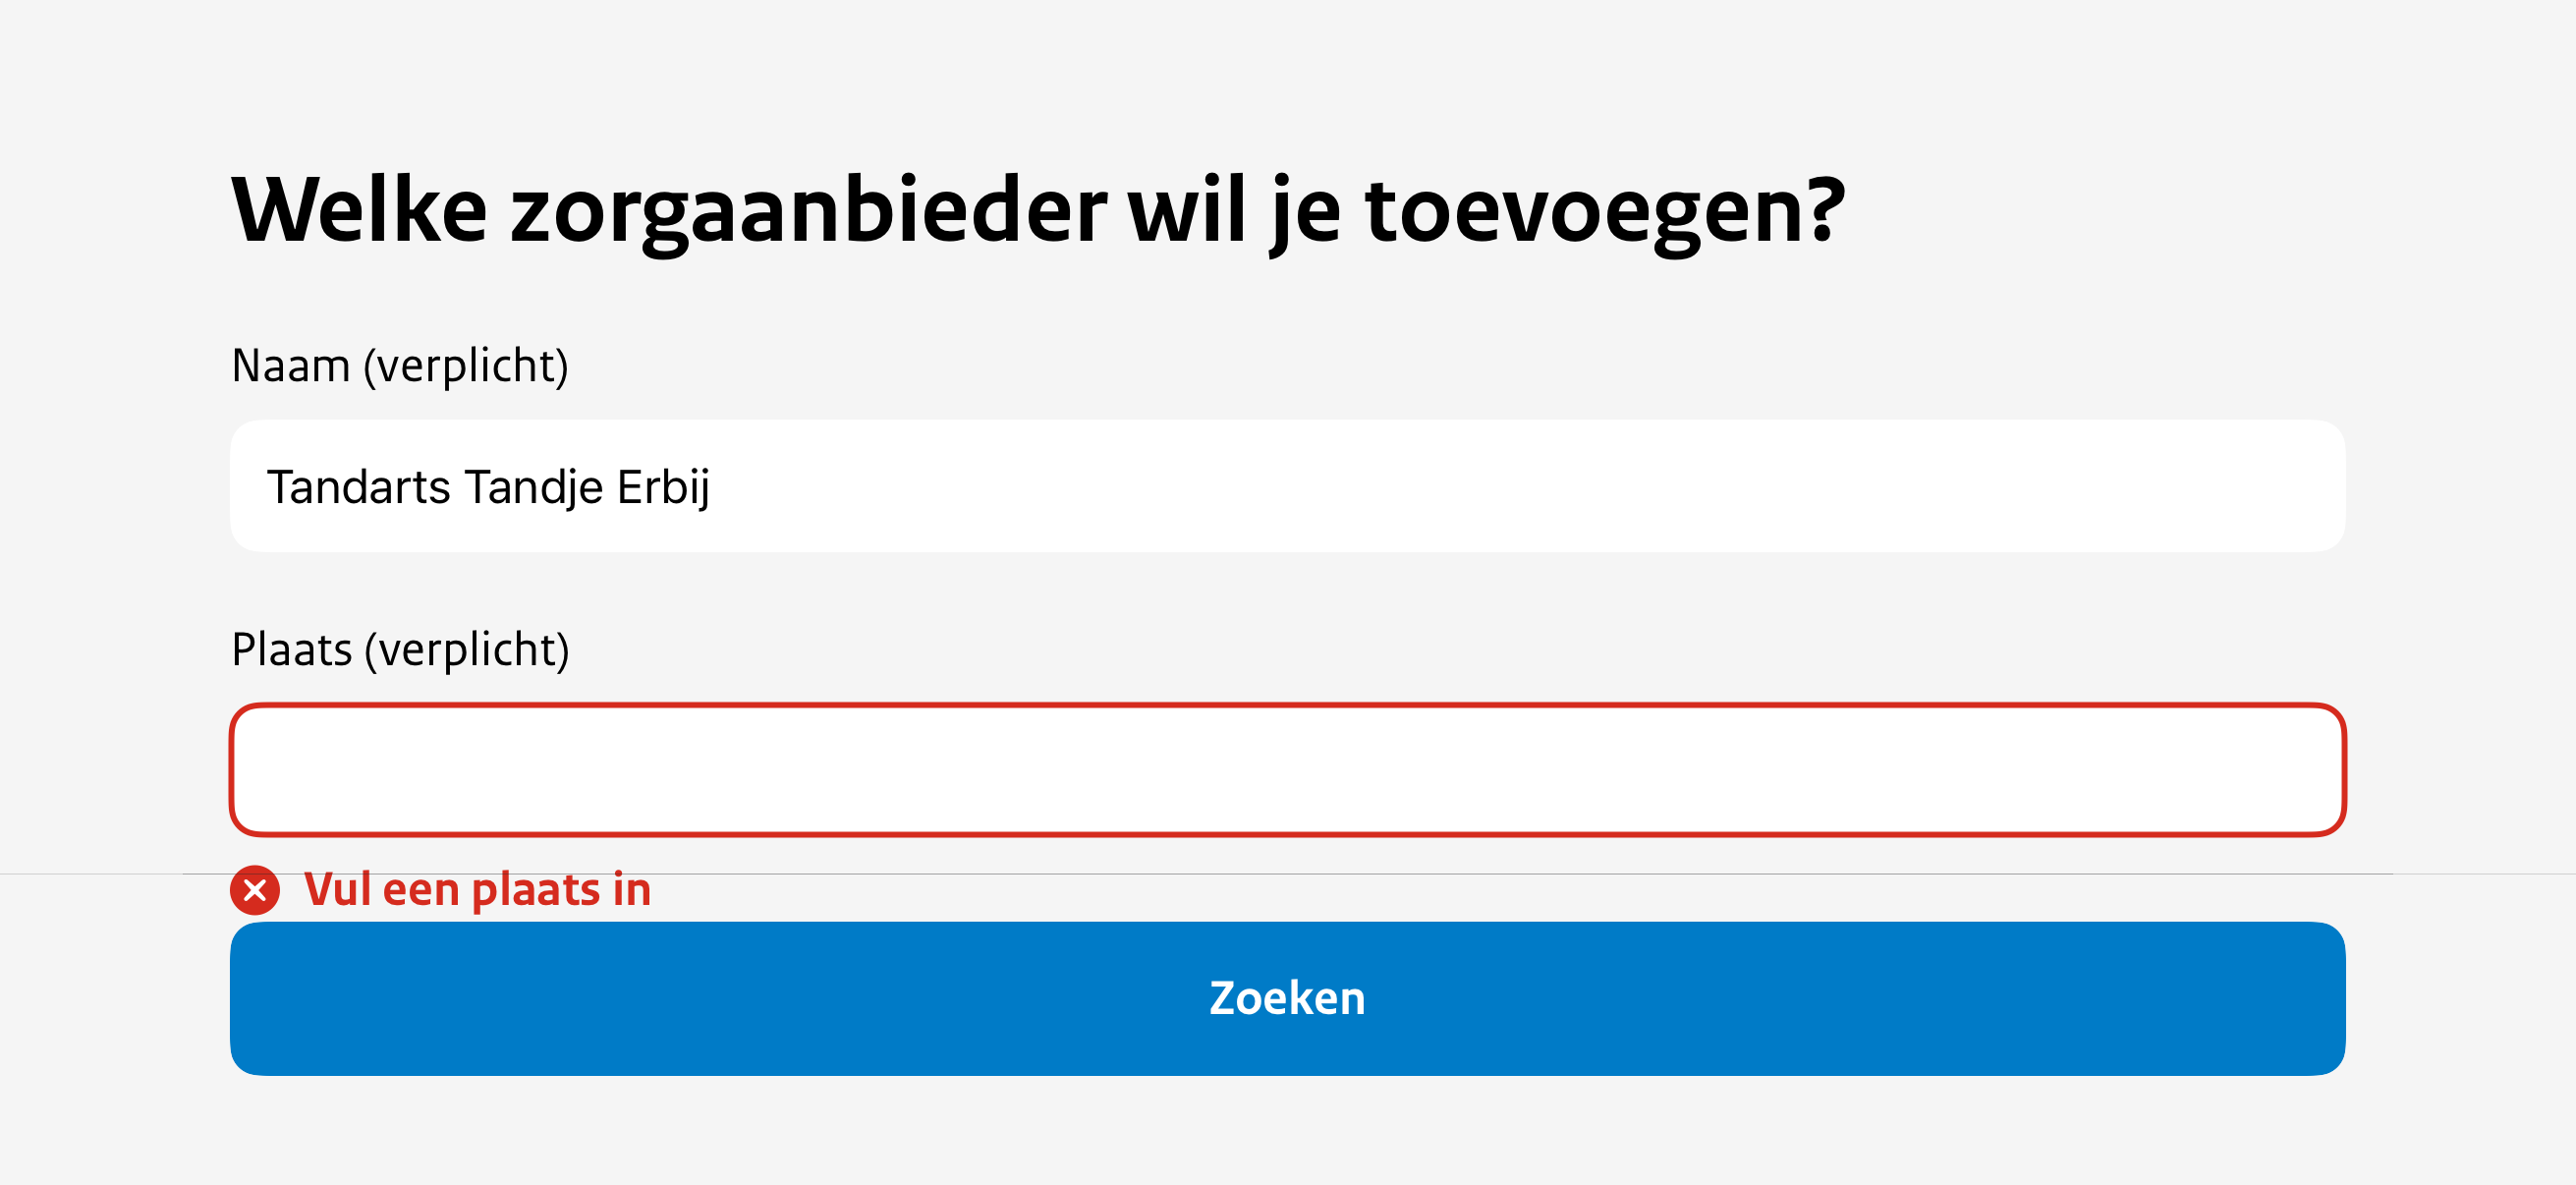 Welke zorgaanbieder wil je toevoegen?
Naam (verplicht)
Tandarts Tandje Erbij
Plaats (verplicht)
Vul een plaats in
Zoeken